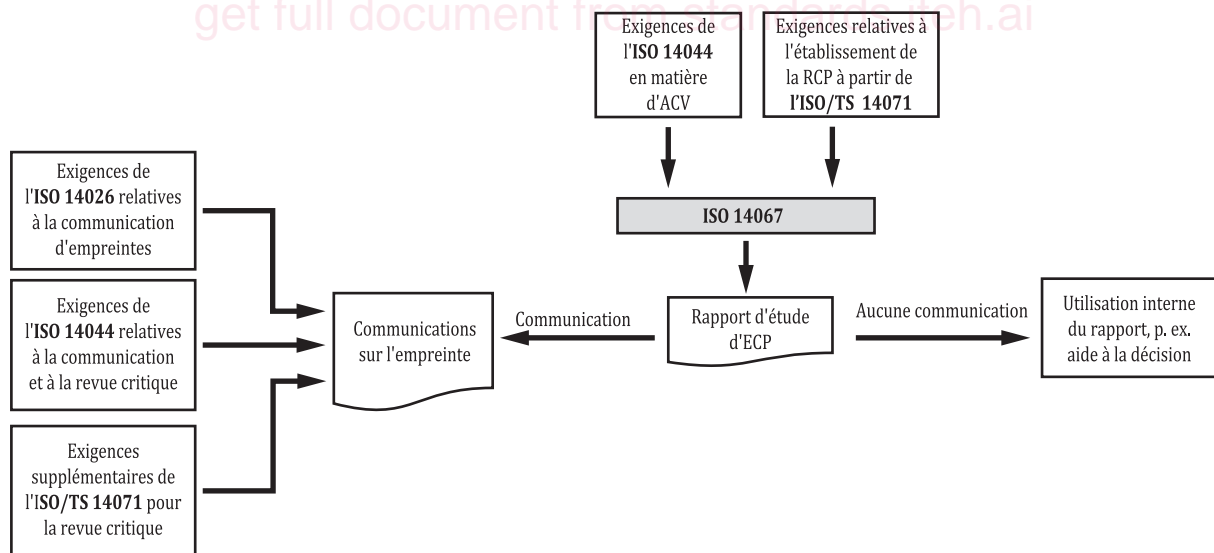 get full document from standards.iteh.ai
Exigences de
l'ISO 14044
en matière
d'ACV
Exigences relatives à
l'établissement de
la RCP à partir de
l'ISO/TS 14071
ISO 14067
Exigences de
l'ISO 14026 relatives
à la communication
d'empreintes
Exigences de
l'ISO 14044 relatives
à la communication
et à la revue critique
Exigences
supplémentaires de
l'ISO/TS 14071 pour
la revue critique
Communications
sur l'empreinte
Communication
Rapport d'étude
d'ECP
Aucune communication
Utilisation interne
du rapport, p. ex.
aide à la décision